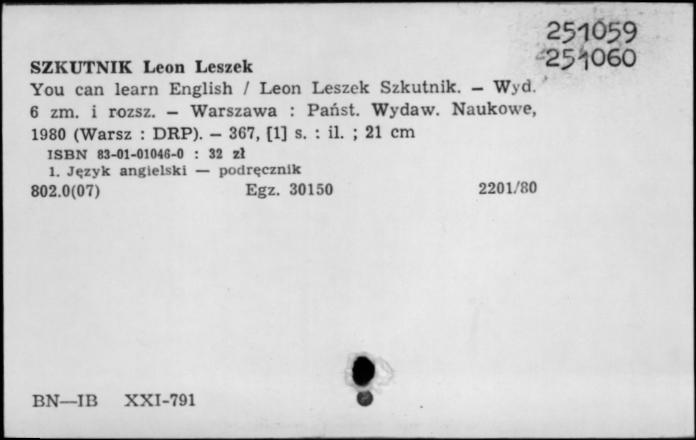 251059
251060
SZKUTNIK Leon Leszek
You can learn English / Leon Leszek Szkutnik. — Wyd.
6 zm. i rozsz. — Warszawa : Państ. Wydaw. Naukowe,
1980 (Warsz : DRP). — 367, [1] s. : il. ; 21 cm
ISBN 83-01-01046-0 : 32 zł
1. Język angielski — podręcznik
802.0(07) Egz. 30150 2201/80
BN—IB XXI-791